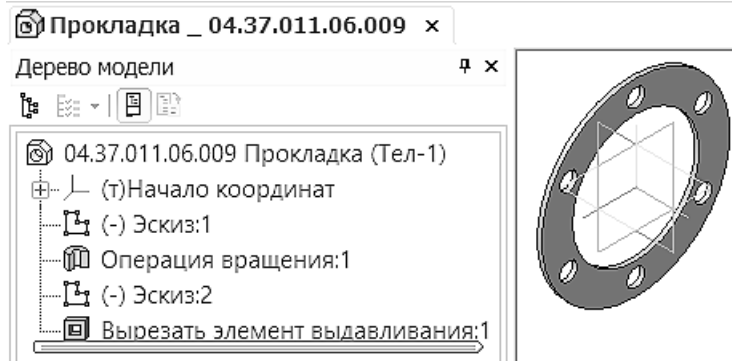 Прокладка _ 04.37.011.06.009
Дерево модели
04.37.011.06.009 Прокладка (Тел-1)
(т)Начало координат
(-) Эскиз:1
Операция вращения:1
(-) Эскиз:2
Вырезать элемент выдавливания:1